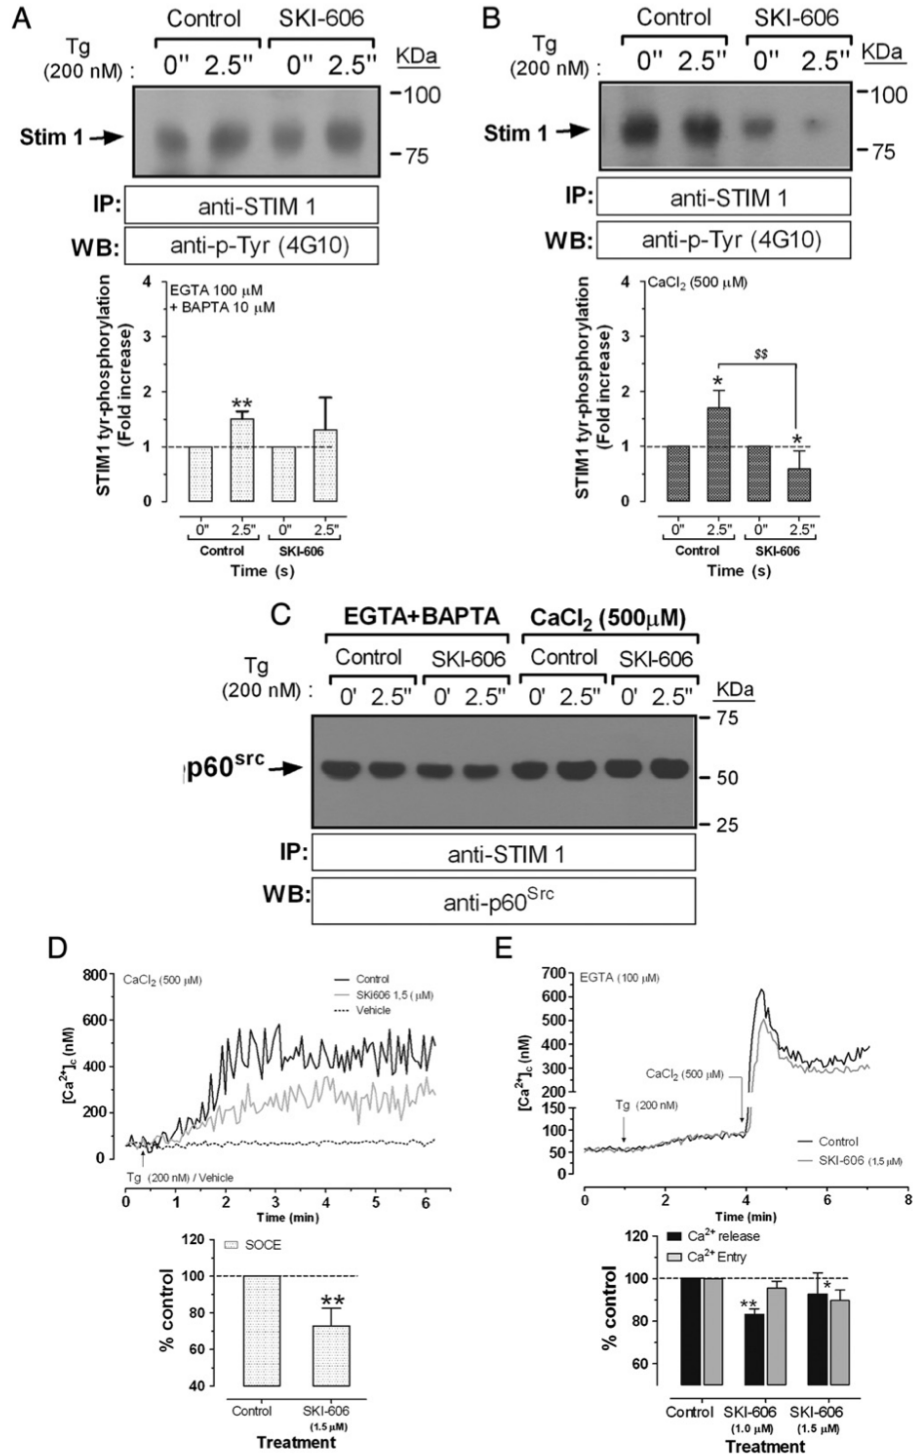 A
Control SKI-606
Tg
(200 nM) :
0" 2.5" 0" 2.5"
KDa
100
Stim 1
75
IP: anti-STIM 1
WB: anti-p-Tyr (4G10)
STIM1 tyr-phosphorylation
(Fold increase)
EGTA 100 µM
+ BAPTA 10 µM
4
3
2
1
0
**
0" 2.5" 0" 2.5"
Control SKI-606
Time (s)
B
Control SKI-606
Tg
(200 nM) :
0" 2.5" 0" 2.5"
KDa
100
Stim 1
75
IP: anti-STIM 1
WB: anti-p-Tyr (4G10)
STIM1 tyr-phosphorylation
(Fold increase)
CaCl₂ (500 µM)
4
3
2
1
0
$$
*
*
0" 2.5" 0" 2.5"
Control SKI-606
Time (s)
C
EGTA+BAPTA CaCl₂ (500µM)
Control SKI-606 Control SKI-606
Tg
(200 nM) :
0' 2.5" 0' 2.5" 0' 2.5" 0' 2.5"
KDa
75
p60ˢʳᶜ
50
25
IP: anti-STIM 1
WB: anti-p60ˢʳᶜ
D
[Ca²⁺]c (nM)
CaCl₂ (500 µM)
Control
SKi606 1,5 (µM)
Vehicle
800
600
400
200
0
Tg (200 nM) / Vehicle
0 1 2 3 4 5 6
Time (min)
% control
120
100
80
60
40
SOCE
**
Control SKI-606
(1.5 µM)
Treatment
E
[Ca²⁺]c (nM)
EGTA (100 µM)
700
600
500
400
300
200
150
100
50
0
CaCl₂ (500 µM)
Tg (200 nM)
Control
SKI-606 (1,5 µM)
0 2 4 6 8
Time (min)
% control
Ca²⁺ release
Ca²⁺ Entry
120
100
80
60
**
*
Control SKI-606 SKI-606
(1.0 µM) (1.5 µM)
Treatment